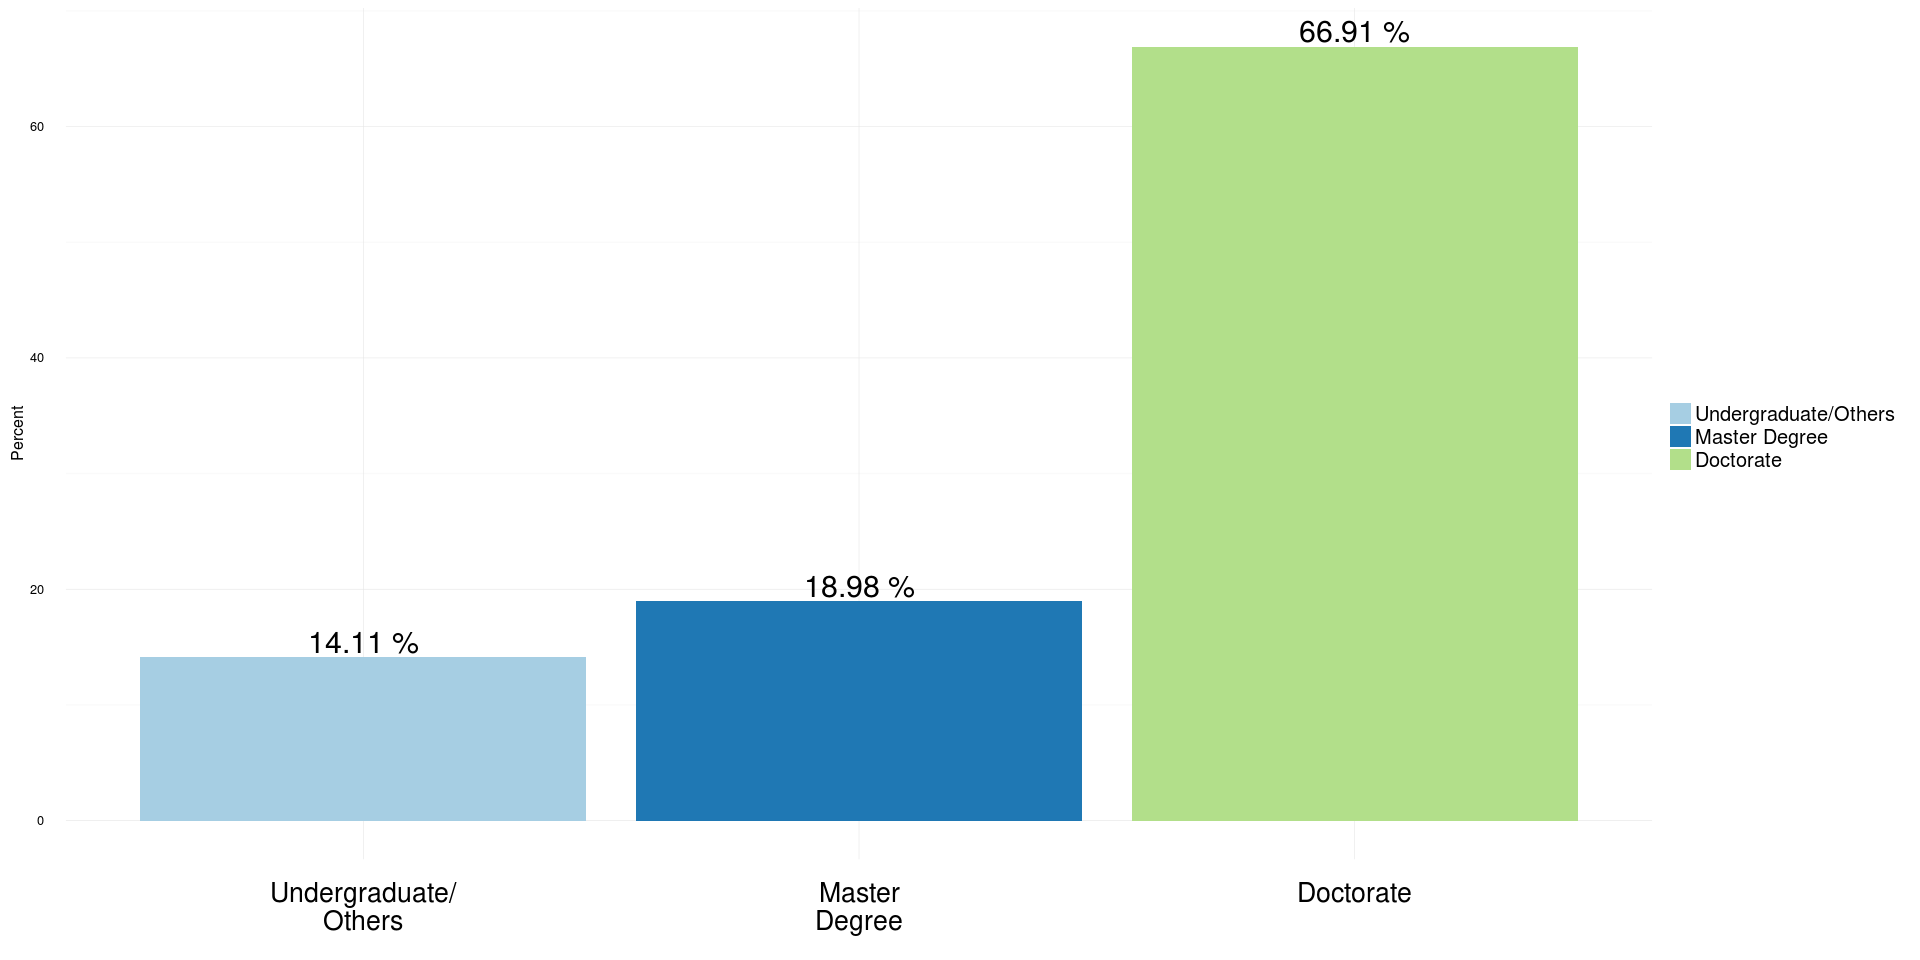 66.91 %
60
40
Percent
Undergraduate/Others
Master Degree
Doctorate
20
18.98 %
14.11 %
0
Undergraduate/
Others
Master
Degree
Doctorate